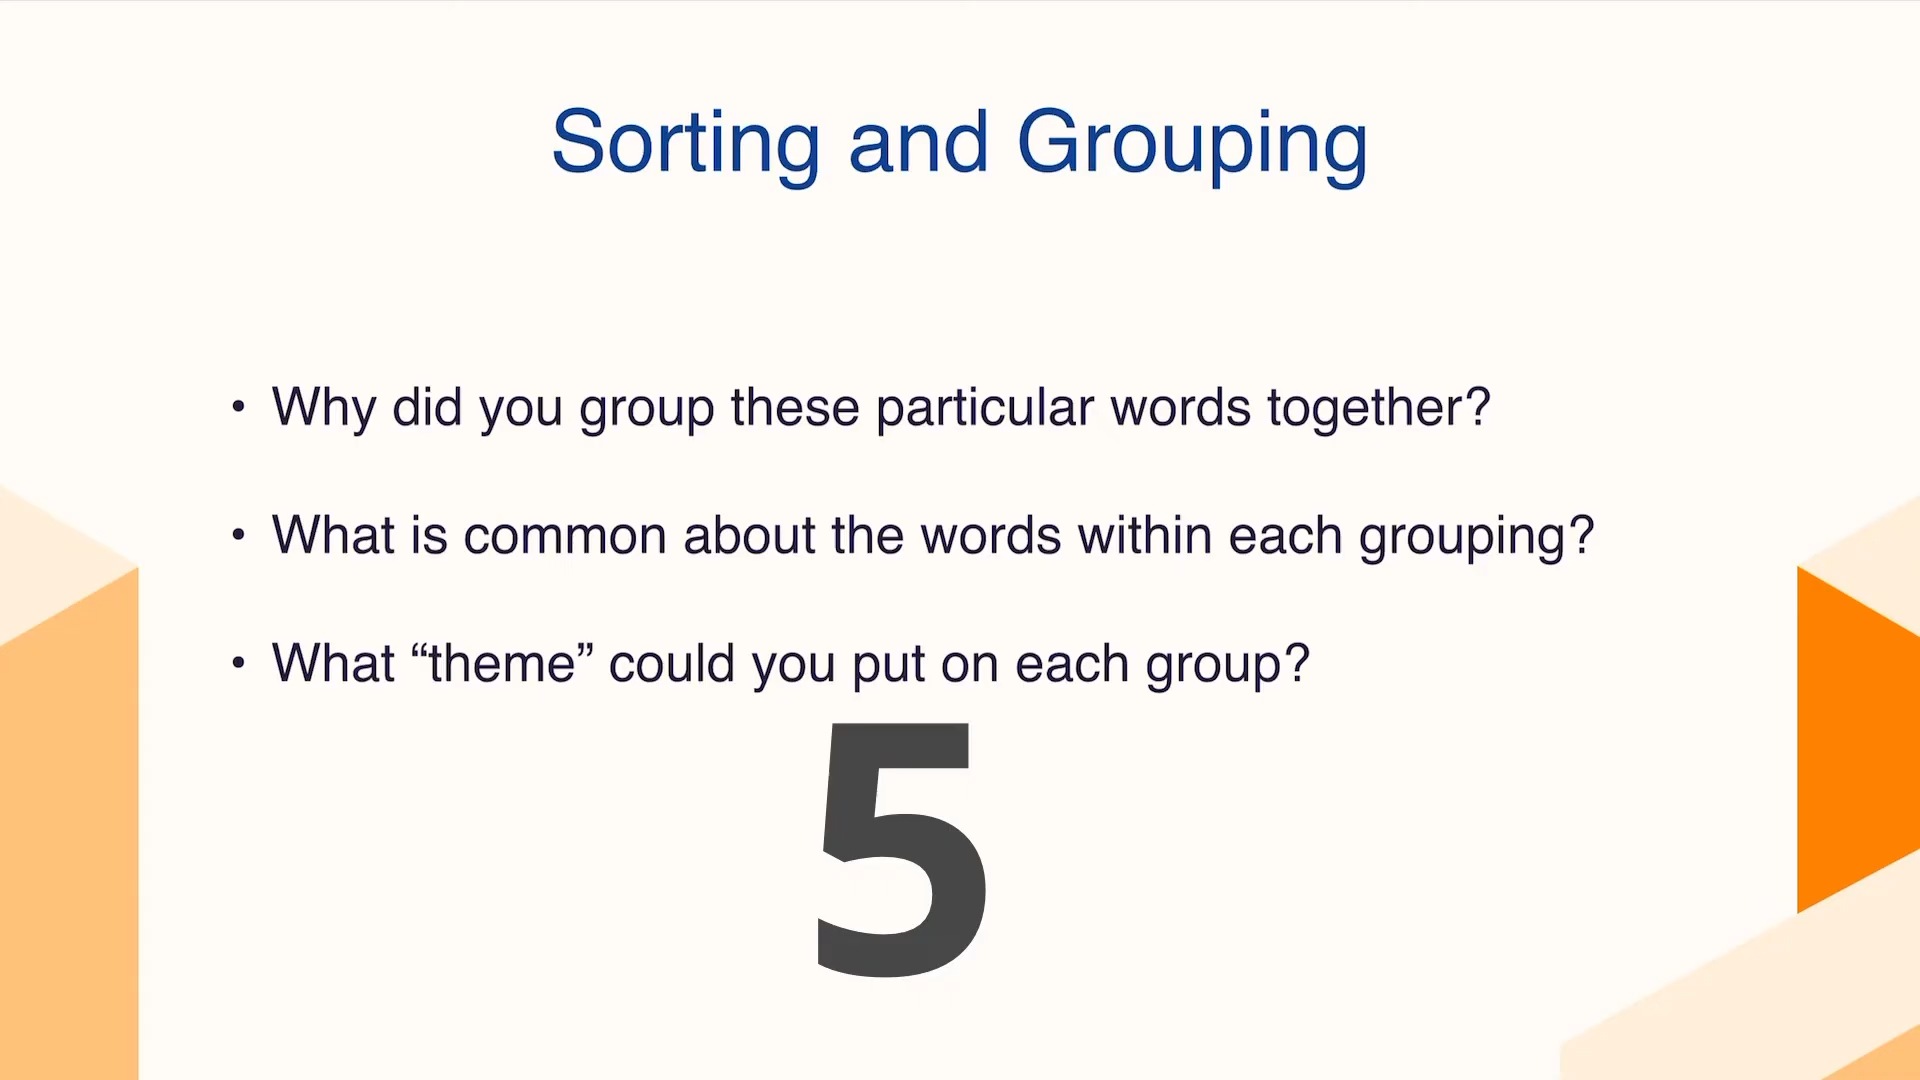 Sorting and Grouping
• Why did you group these particular words together?
• What is common about the words within each grouping?
• What “theme” could you put on each group?
5